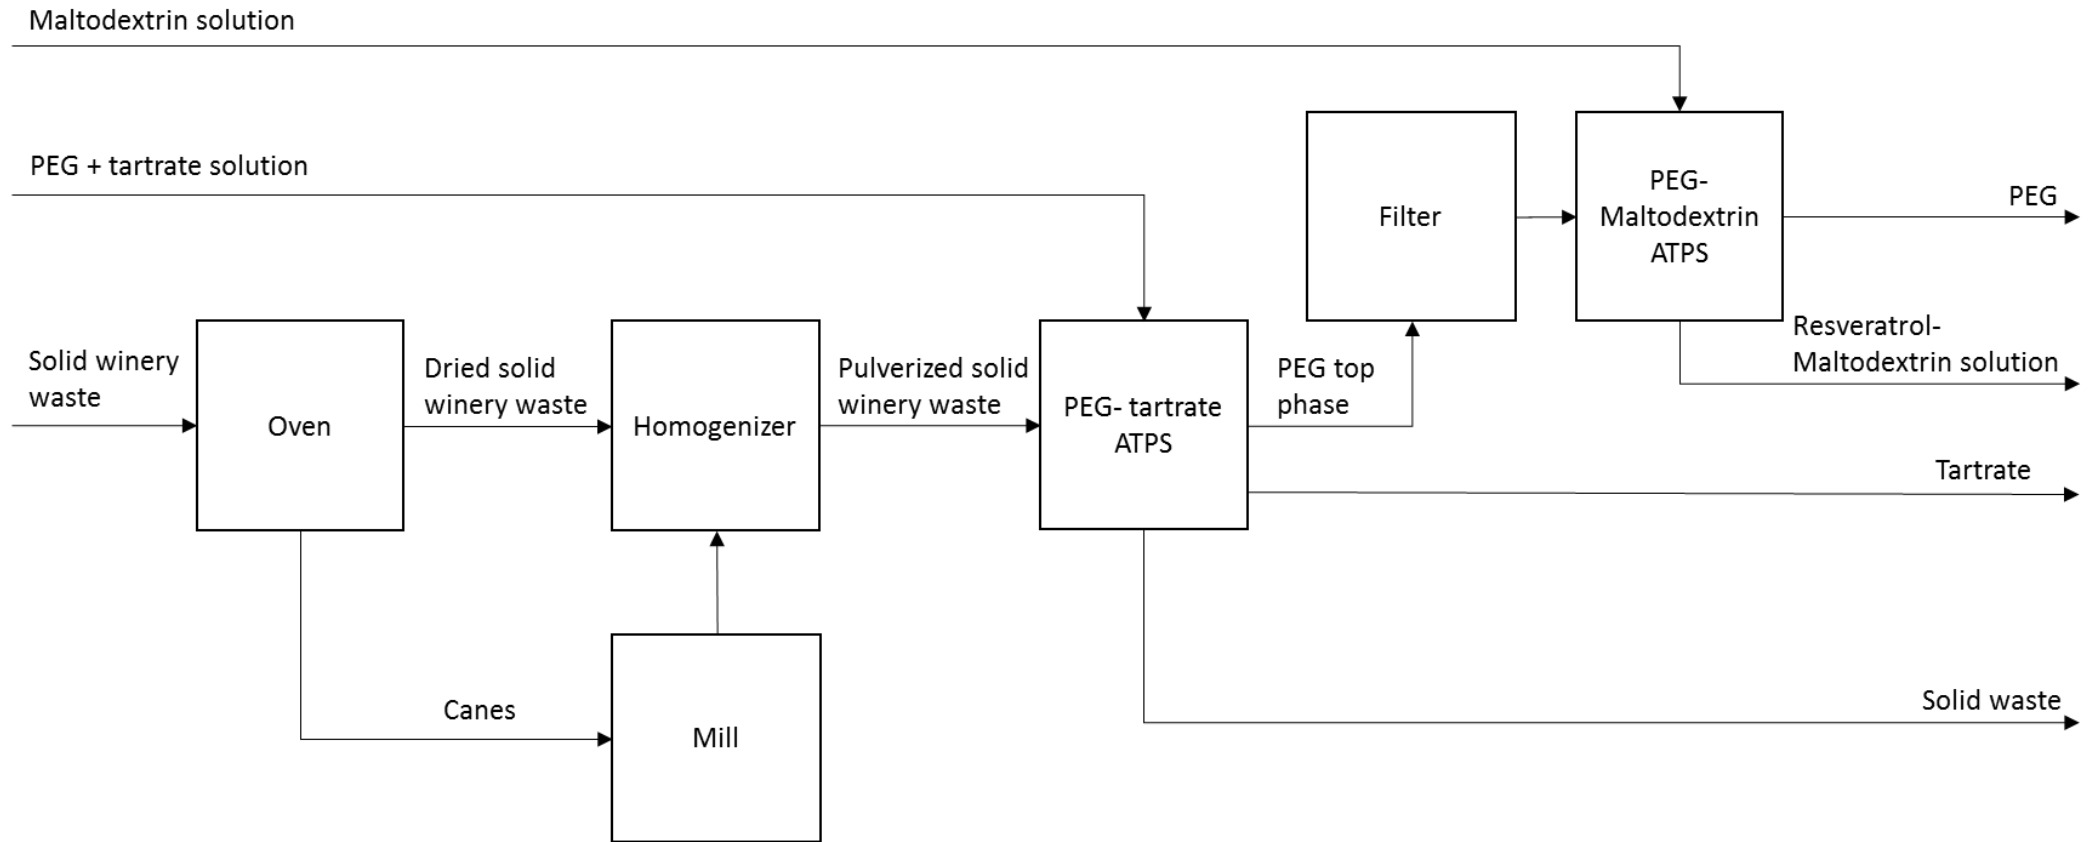 Maltodextrin solution
PEG + tartrate solution
Filter
PEG-
Maltodextrin
ATPS
PEG
Resveratrol-
Maltodextrin solution
Solid winery
waste
Oven
Dried solid
winery waste
Homogenizer
Pulverized solid
winery waste
PEG- tartrate
ATPS
PEG top
phase
Tartrate
Canes
Mill
Solid waste